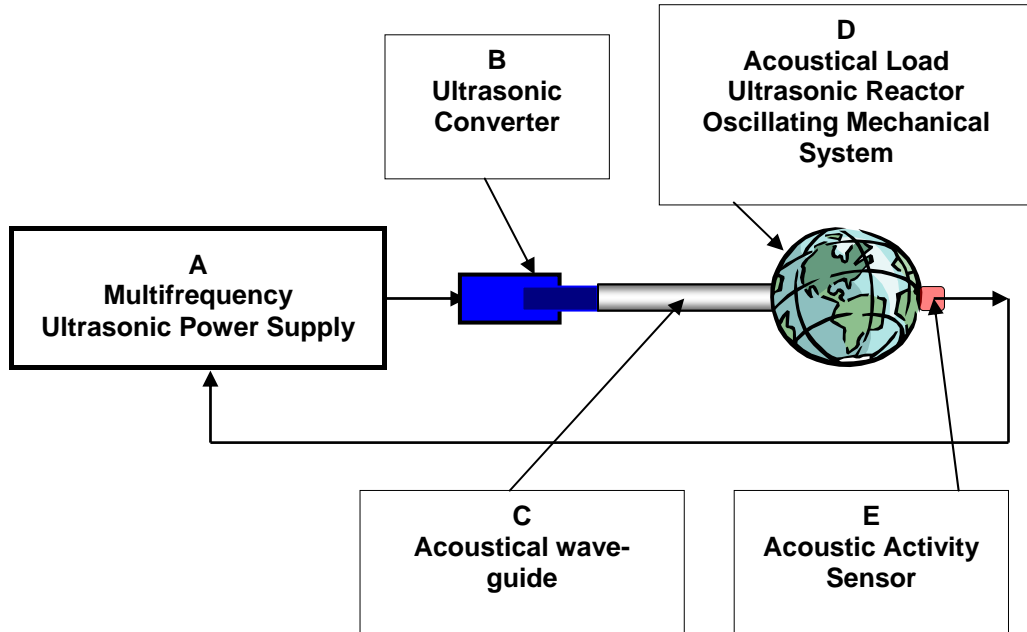 B
Ultrasonic
Converter
D
Acoustical Load
Ultrasonic Reactor
Oscillating Mechanical
System
A
Multifrequency
Ultrasonic Power Supply
C
Acoustical wave-
guide
E
Acoustic Activity
Sensor